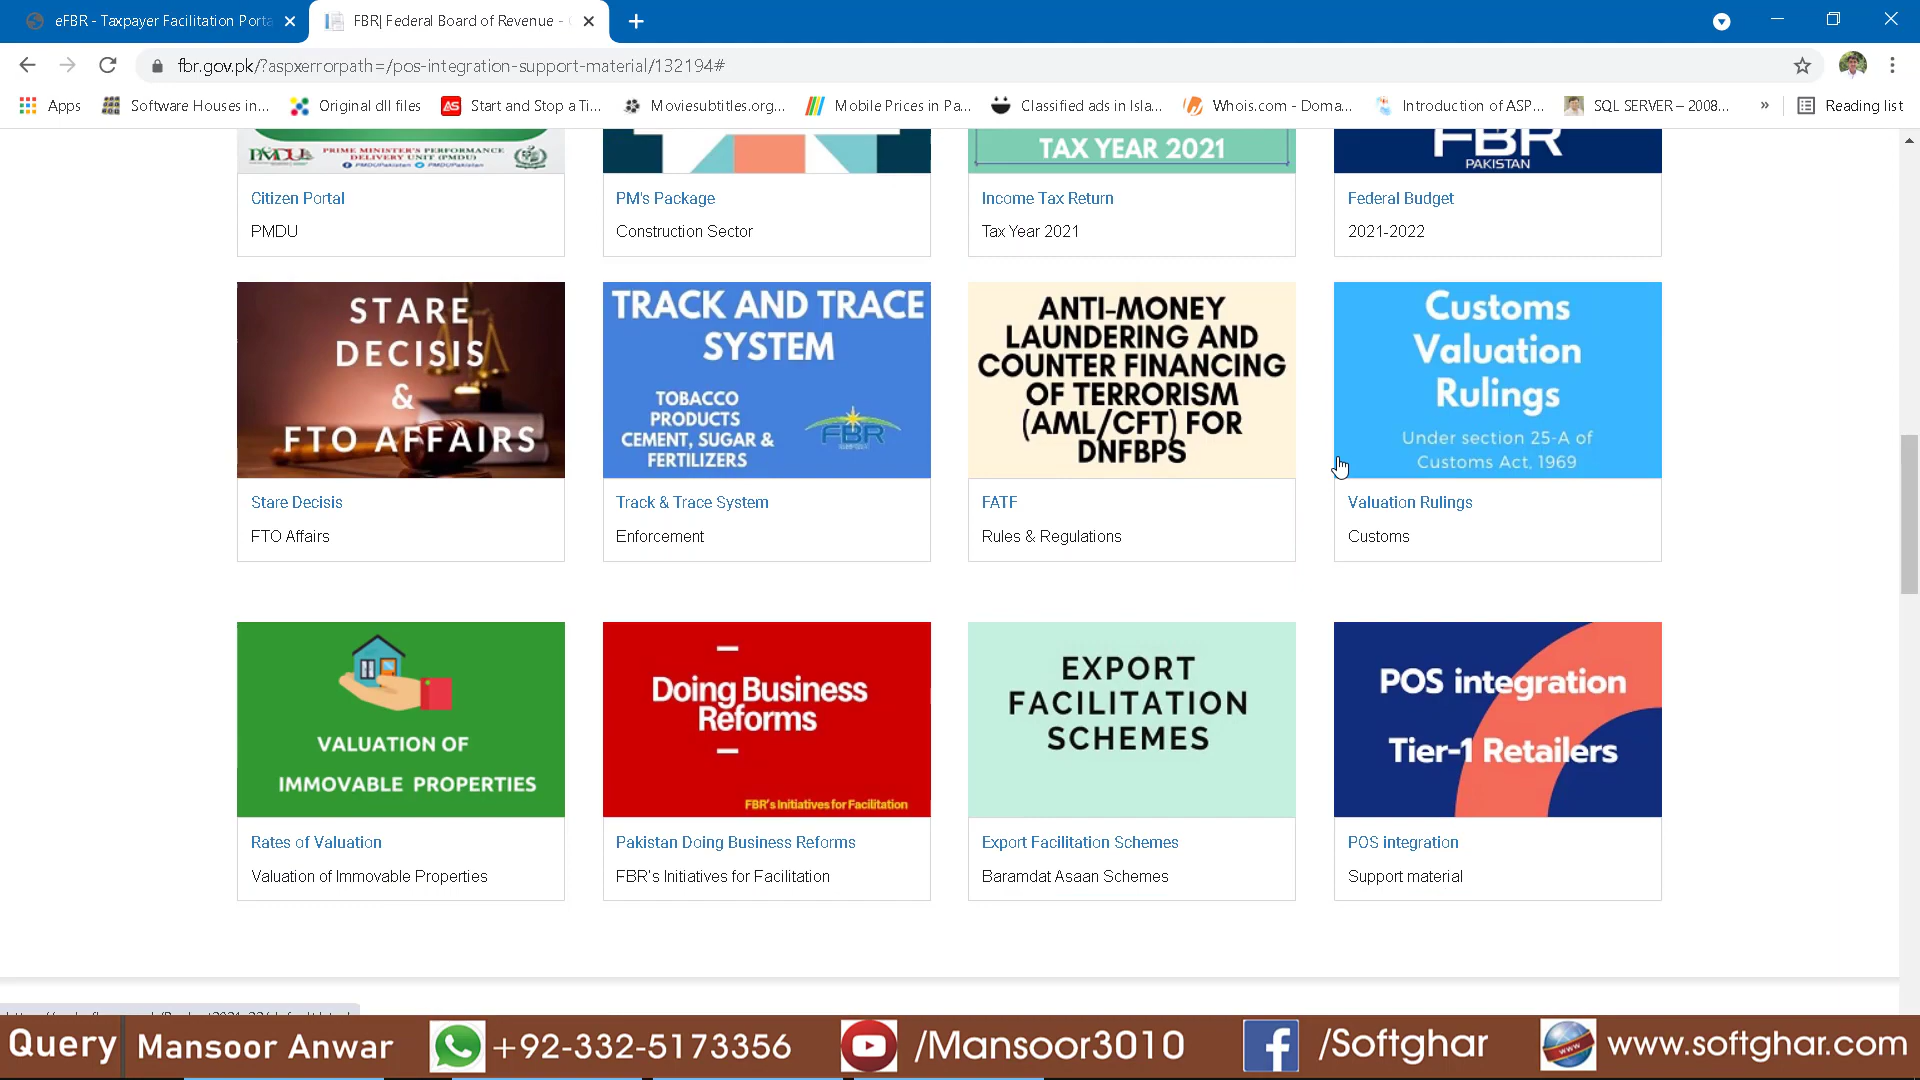 eFBR - Taxpayer Facilitation Porta
FBR| Federal Board of Revenue -
fbr.gov.pk/?aspxerrorpath=/pos-integration-support-material/132194#
Apps
Software Houses in...
Original dll files
Start and Stop a Ti...
Moviesubtitles.org...
Mobile Prices in Pa...
Classified ads in Isla...
Whois.com - Doma...
Introduction of ASP...
SQL SERVER – 2008...
»
Reading list
PMDU
PRIME MINISTER'S PERFORMANCE
DELIVERY UNIT (PMDU)
PMDUPakistan
PMDUPakistan
TAX YEAR 2021
FBR
PAKISTAN
Citizen Portal
PMDU
PM's Package
Construction Sector
Income Tax Return
Tax Year 2021
Federal Budget
2021-2022
STARE
DECISIS
&
FTO AFFAIRS
TRACK AND TRACE
SYSTEM
TOBACCO
PRODUCTS
CEMENT, SUGAR &
FERTILIZERS
FBR
ANTI-MONEY
LAUNDERING AND
COUNTER FINANCING
OF TERRORISM
(AML/CFT) FOR
DNFBPS
Customs
Valuation
Rulings
Under section 25-A of
Customs Act, 1969
Stare Decisis
FTO Affairs
Track & Trace System
Enforcement
FATF
Rules & Regulations
Valuation Rulings
Customs
VALUATION OF
IMMOVABLE PROPERTIES
Doing Business
Reforms
FBR's Initiatives for Facilitation
EXPORT
FACILITATION
SCHEMES
POS integration
Tier-1 Retailers
Rates of Valuation
Valuation of Immovable Properties
Pakistan Doing Business Reforms
FBR's Initiatives for Facilitation
Export Facilitation Schemes
Baramdat Asaan Schemes
POS integration
Support material
Query
Mansoor Anwar
+92-332-5173356
/Mansoor3010
/Softghar
www.softghar.com